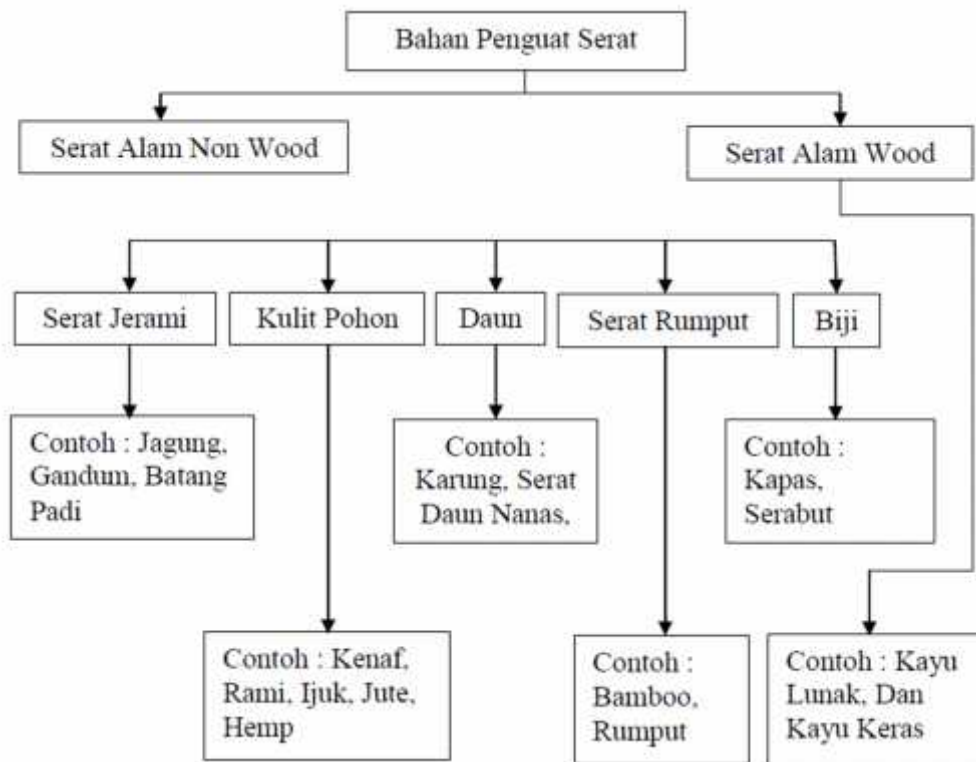 Bahan Penguat Serat
Serat Alam Non Wood
Serat Alam Wood
Serat Jerami
Kulit Pohon
Daun
Serat Rumput
Biji
Contoh : Jagung,
Gandum, Batang
Padi
Contoh :
Karung, Serat
Daun Nanas,
Contoh :
Kapas,
Serabut
Contoh : Kenaf,
Rami, Ijuk, Jute,
Hemp
Contoh :
Bamboo,
Rumput
Contoh : Kayu
Lunak, Dan
Kayu Keras